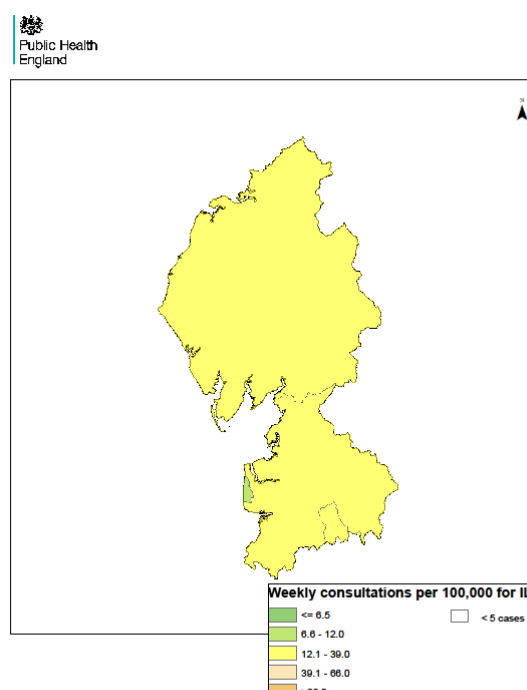 Public Health
England
Weekly consultations per 100,000 for IL
<= 6.5
< 5 cases
6.6 - 12.0
12.1 - 39.0
39.1 - 66.0